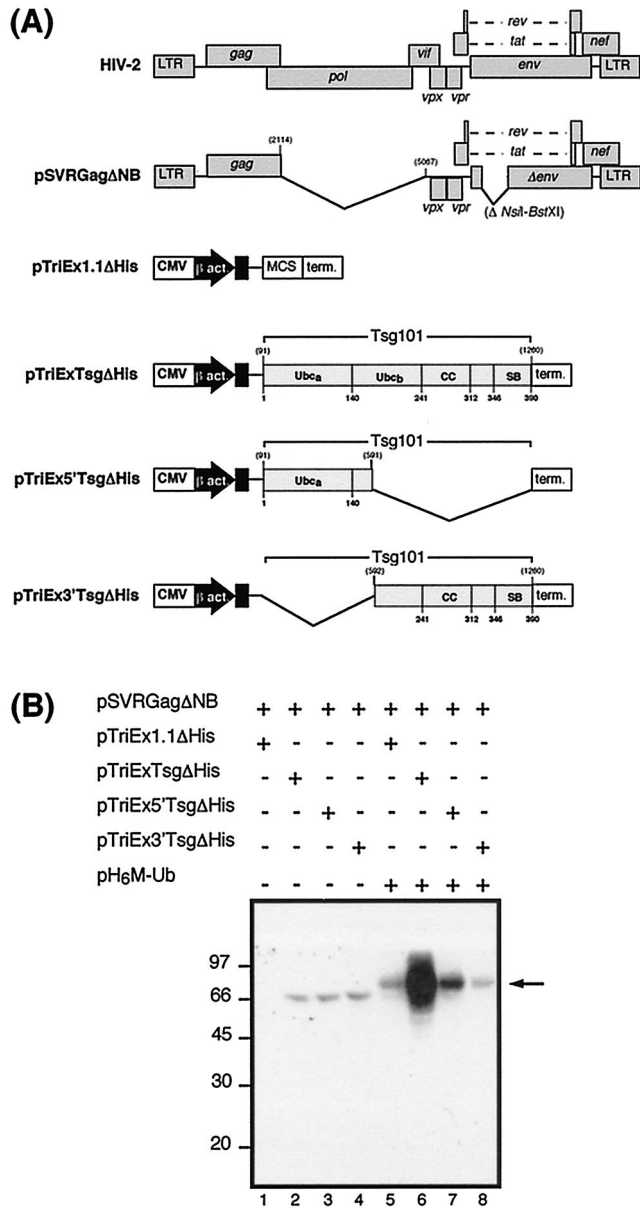 (A)
rev
tat
nef
gag
vif
HIV-2
LTR
pol
env
LTR
vpx
vpr
rev
tat
nef
(2114)
(5067)
gag
pSVRGagΔNB
LTR
Δenv
LTR
vpx
vpr
(Δ NsiI-BstXI)
pTriEx1.1ΔHis
CMV
β act.
MCS
term.
Tsg101
(91)
(1260)
pTriExTsgΔHis
CMV
β act.
Ubca
Ubcb
CC
SB
term.
1
140
241
312
346
390
Tsg101
(91)
(591)
pTriEx5'TsgΔHis
CMV
β act.
Ubca
term.
1
140
Tsg101
(592)
(1260)
pTriEx3'TsgΔHis
CMV
β act.
CC
SB
term.
241
312
346
390
(B)
pSVRGagΔNB + + + + + + + +
pTriEx1.1ΔHis + - - - + - - -
pTriExTsgΔHis - + - - - + - -
pTriEx5'TsgΔHis - - + - - - + -
pTriEx3'TsgΔHis - - - + - - - +
pH6M-Ub - - - - + + + +
97
66
45
30
20
1 2 3 4 5 6 7 8